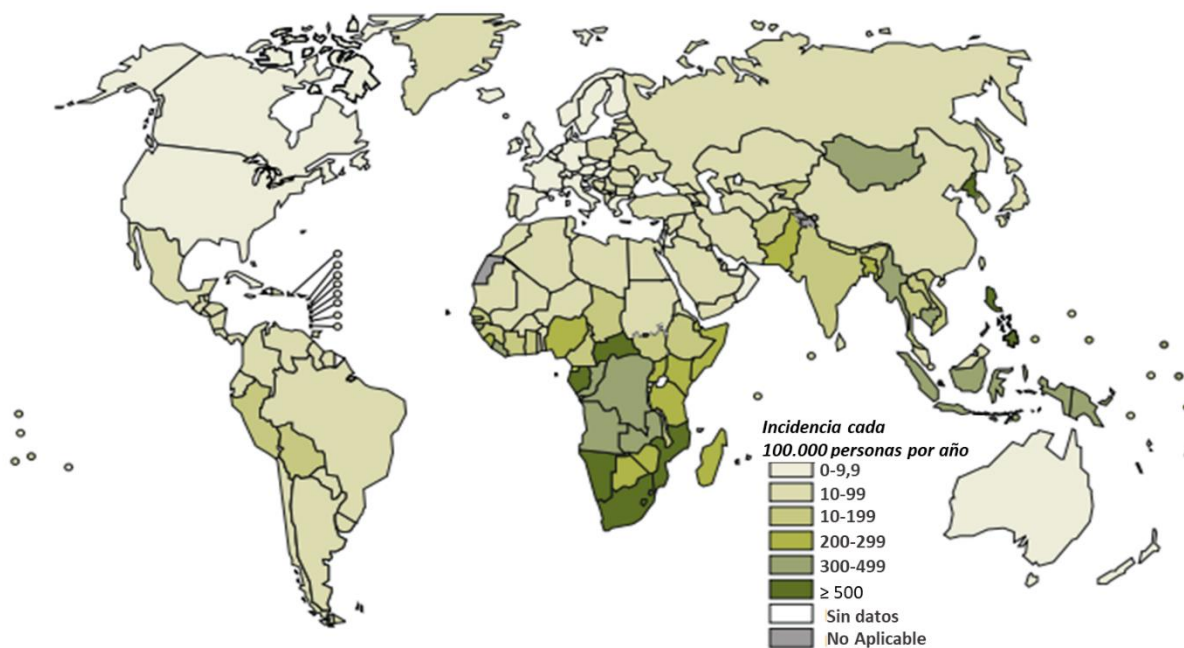 Incidencia cada
100.000 personas por año
0-9,9
10-99
10-199
200-299
300-499
≥ 500
Sin datos
No Aplicable